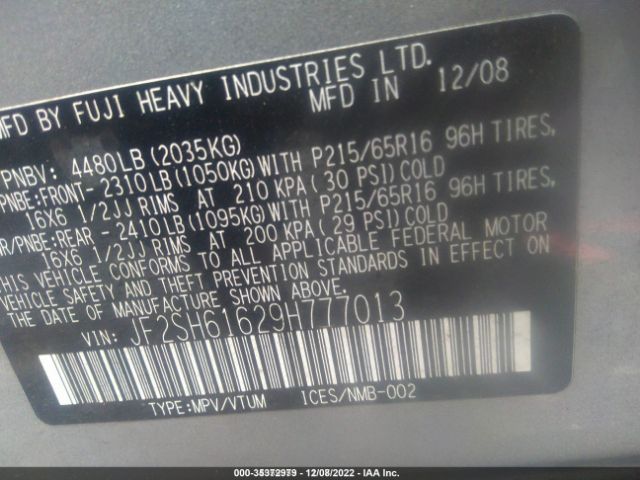 MFD BY FUJI HEAVY INDUSTRIES LTD.
MFD IN 12/08
PNBV: 4480LB(2035KG)
PNBE:FRONT-2310LB(1050KG)WITH P215/65R16 96H TIRES,
16X6 1/2JJ RIMS AT 210 KPA(30 PSI)COLD
R/PNBE:REAR -2410LB(1095KG)WITH P215/65R16 96H TIRES,
16X6 1/2JJ RIMS AT 200 KPA(29 PSI)COLD
THIS VEHICLE CONFORMS TO ALL APPLICABLE FEDERAL MOTOR
VEHICLE SAFETY AND THEFT PREVENTION STANDARDS IN EFFECT ON
THE DATE OF MANUFACTURE SHOWN ABOVE.
VIN: JF2SH61629H777013
TYPE:MPV/VTUM ICES/NMB-002
000-35372979 - 12/08/2022 - IAA Inc.